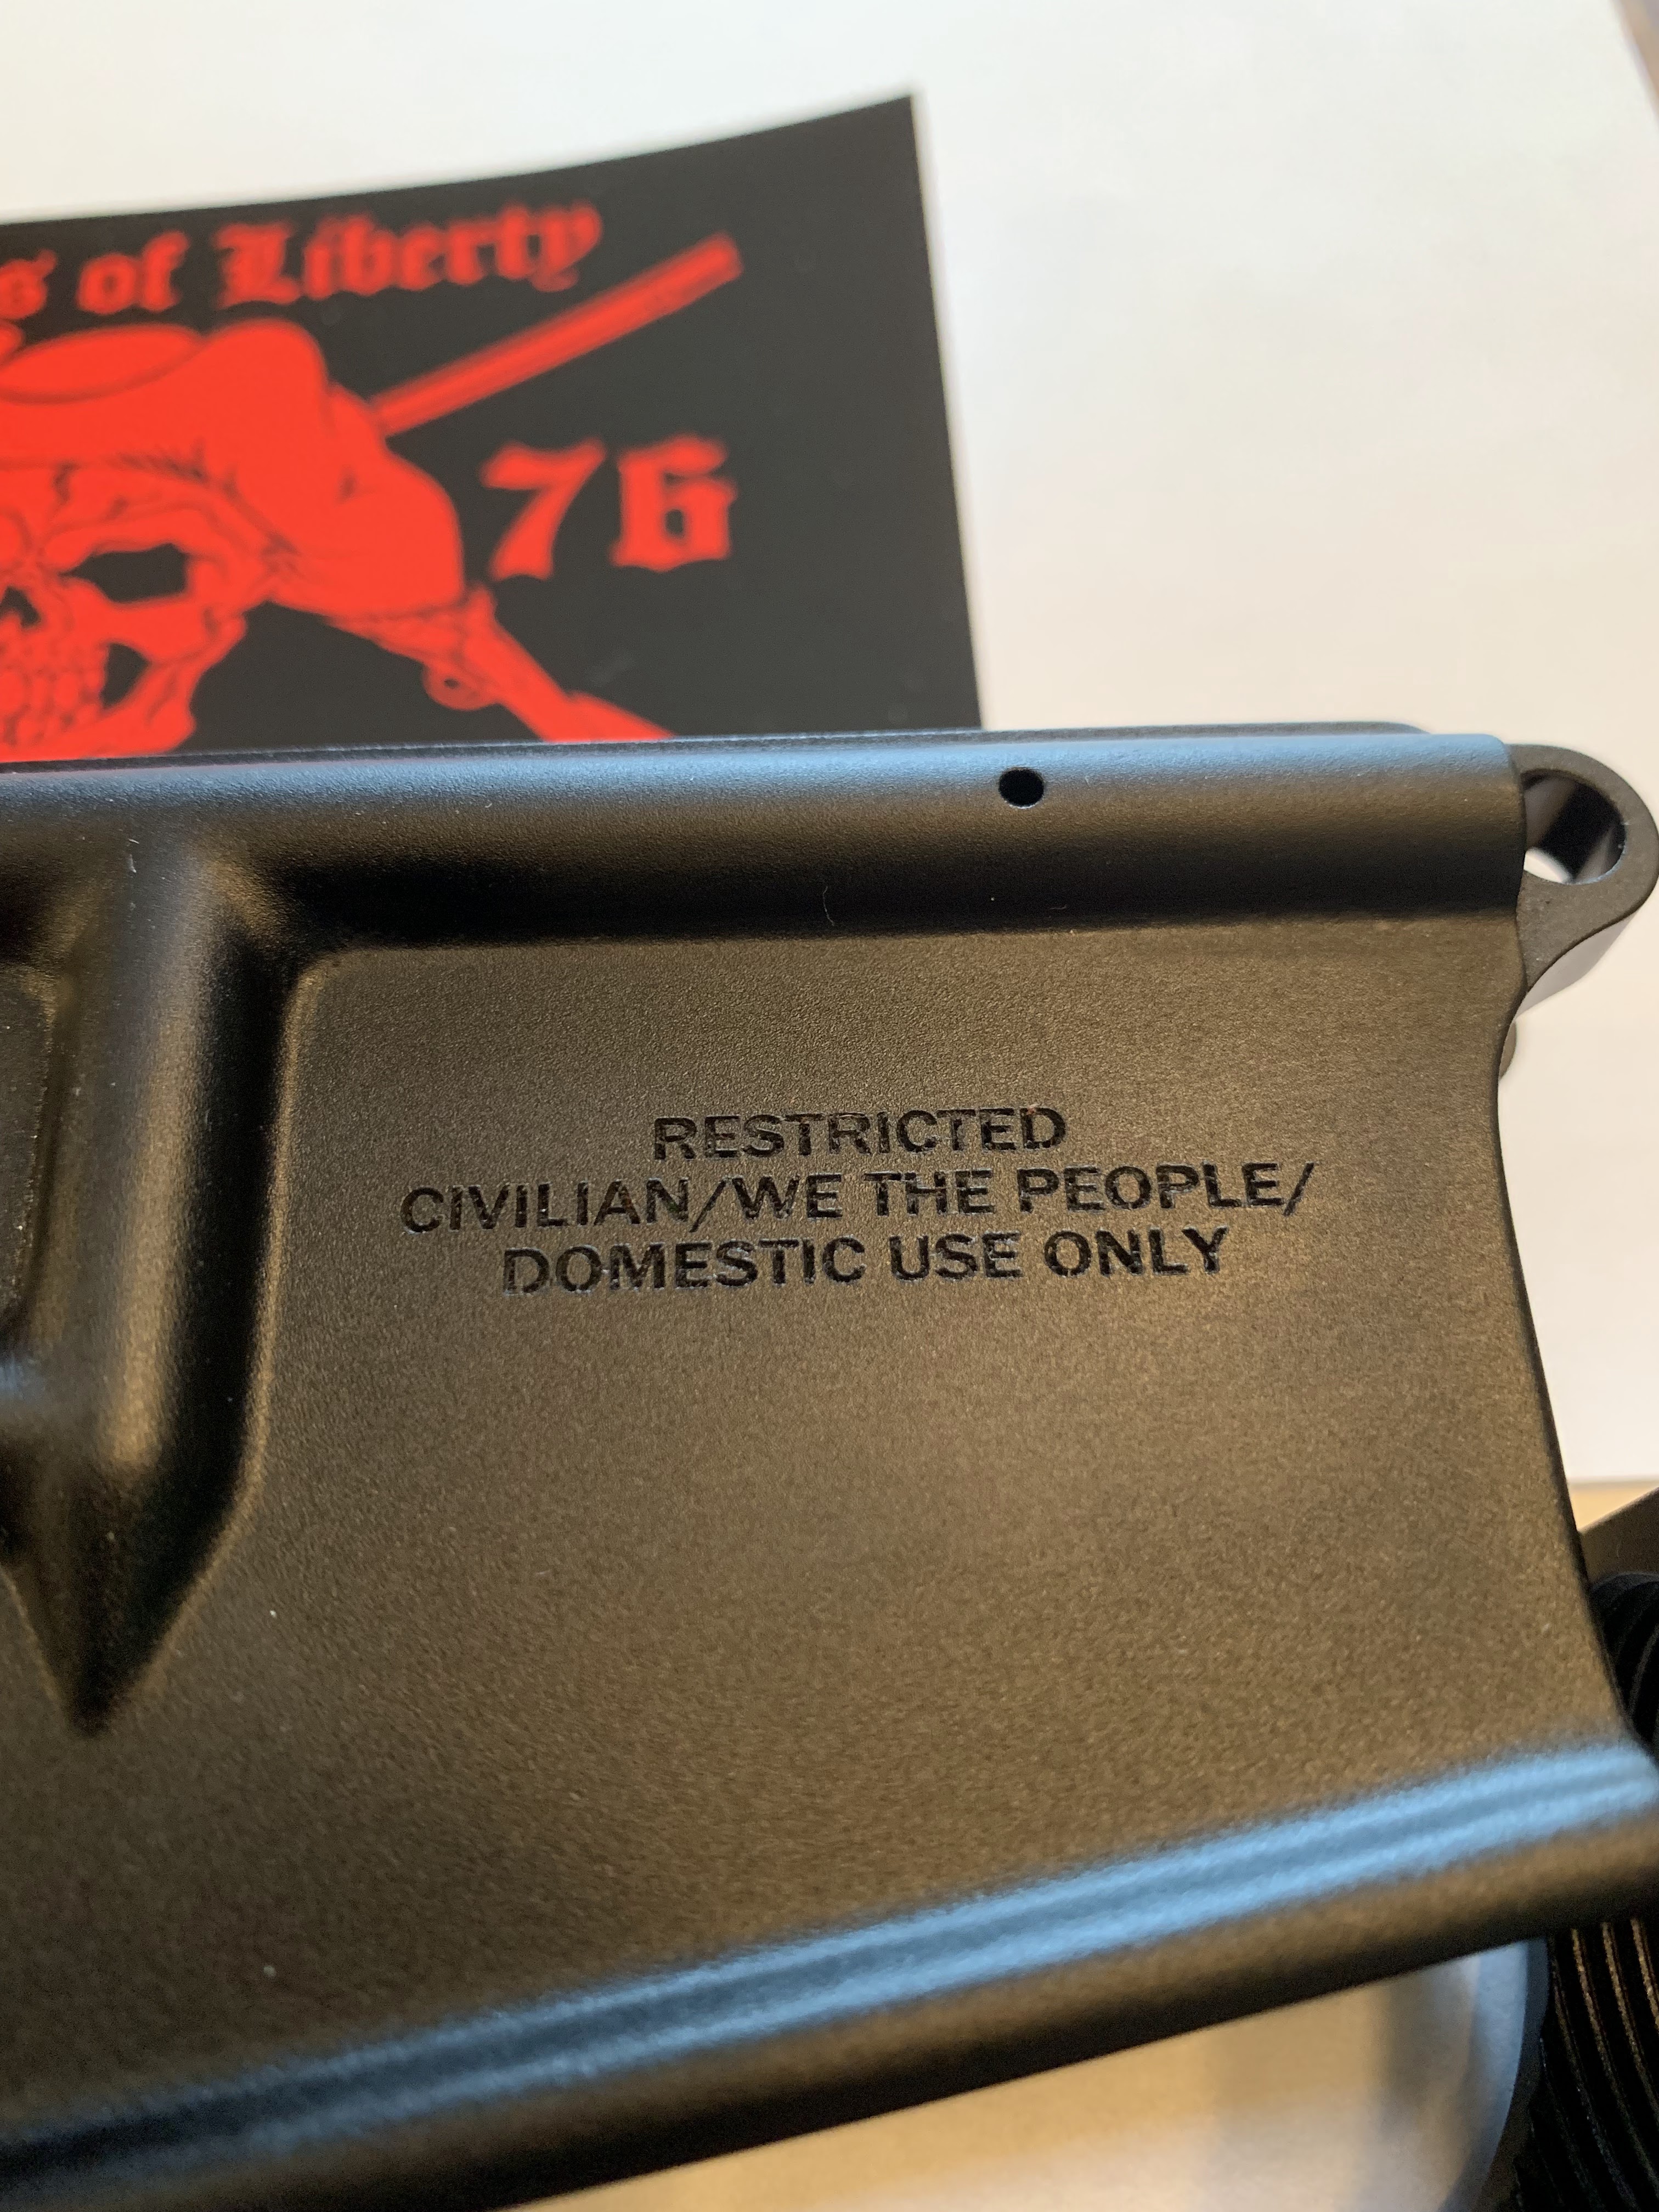 of Liberty
76
RESTRICTED
CIVILIAN/WE THE PEOPLE/
DOMESTIC USE ONLY